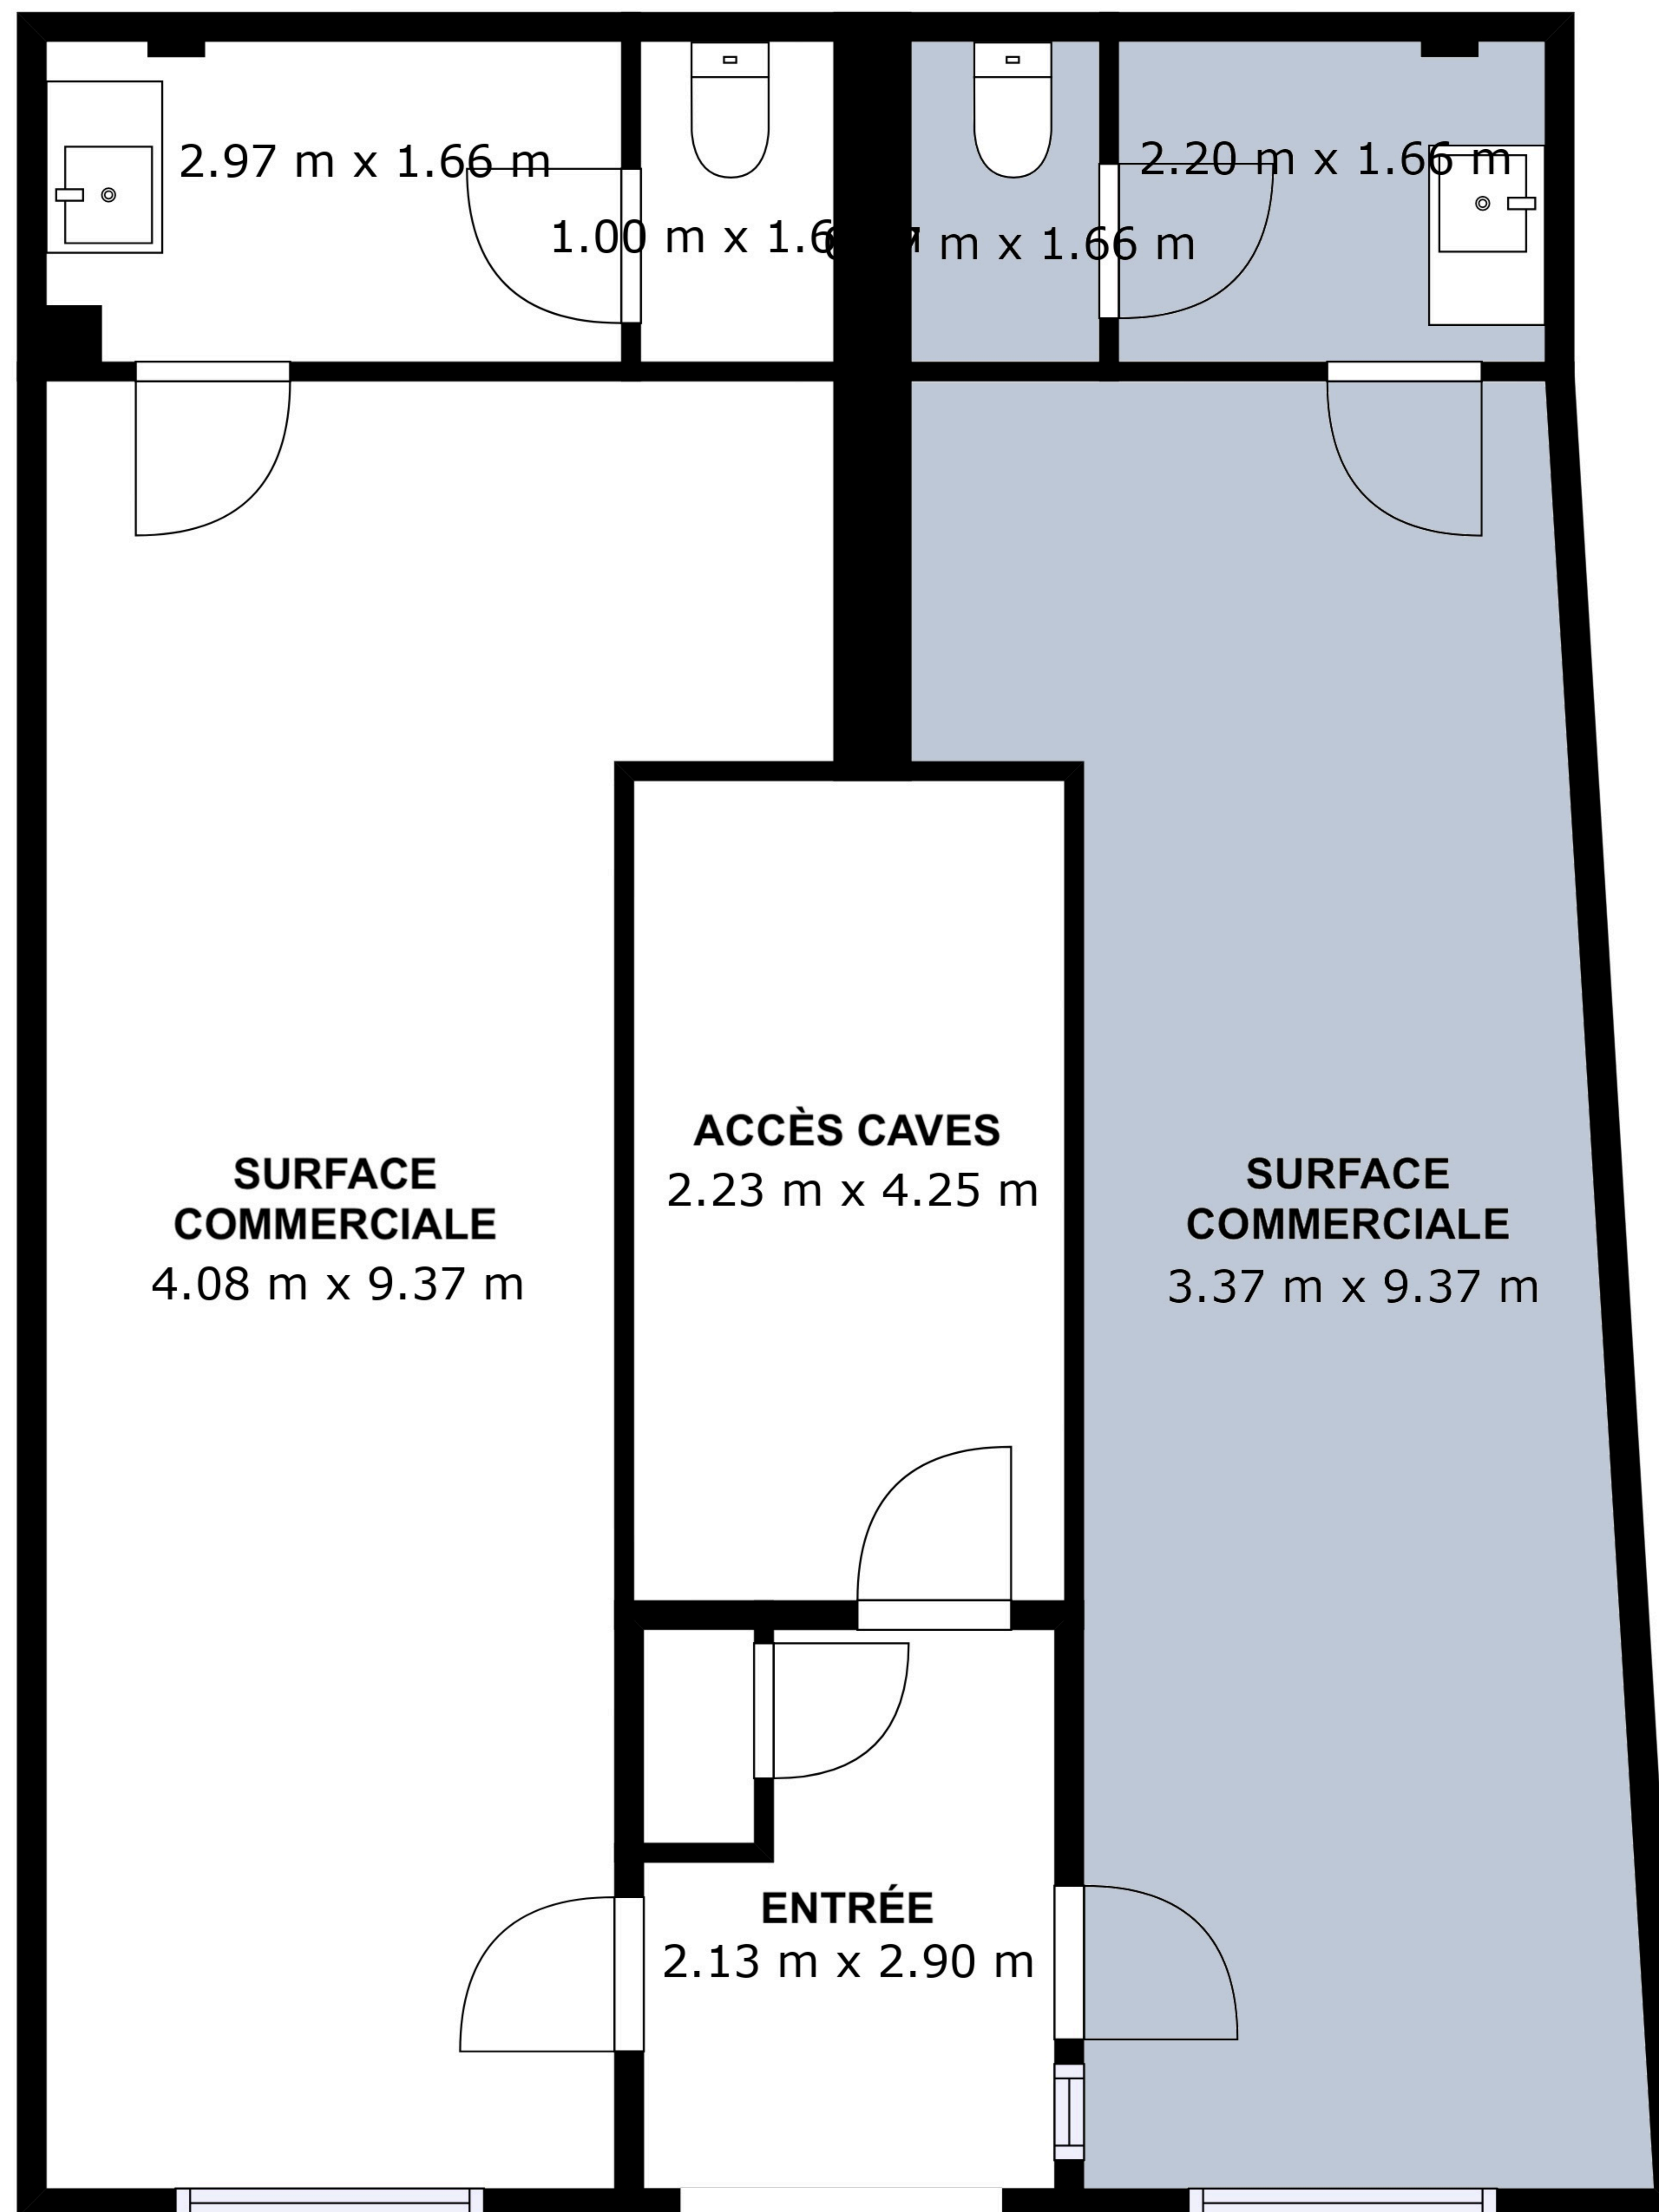 2.97 m x 1.66 m
2.20 m x 1.66 m
1.00 m x 1.6
m x 1.66 m
ACCÈS CAVES
2.23 m x 4.25 m
SURFACE
COMMERCIALE
4.08 m x 9.37 m
SURFACE
COMMERCIALE
3.37 m x 9.37 m
ENTRÉE
2.13 m x 2.90 m